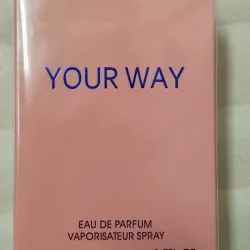 YOUR WAY
EAU DE PARFUM
VAPORISATEUR SPRAY